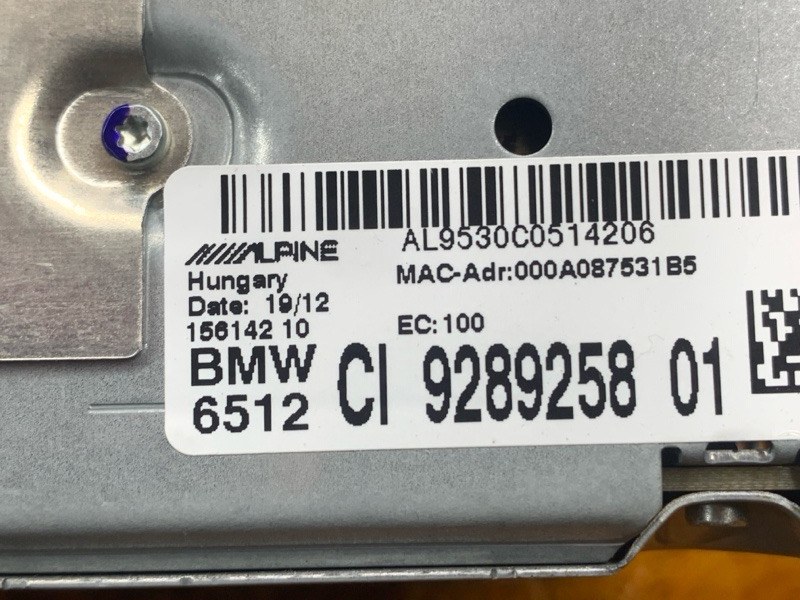 AL9530C0514206
ALPINE
MAC-Adr:000A087531B5
Hungary
Date: 19/12
156142 10
EC:100
BMW CI 9289258 01
6512